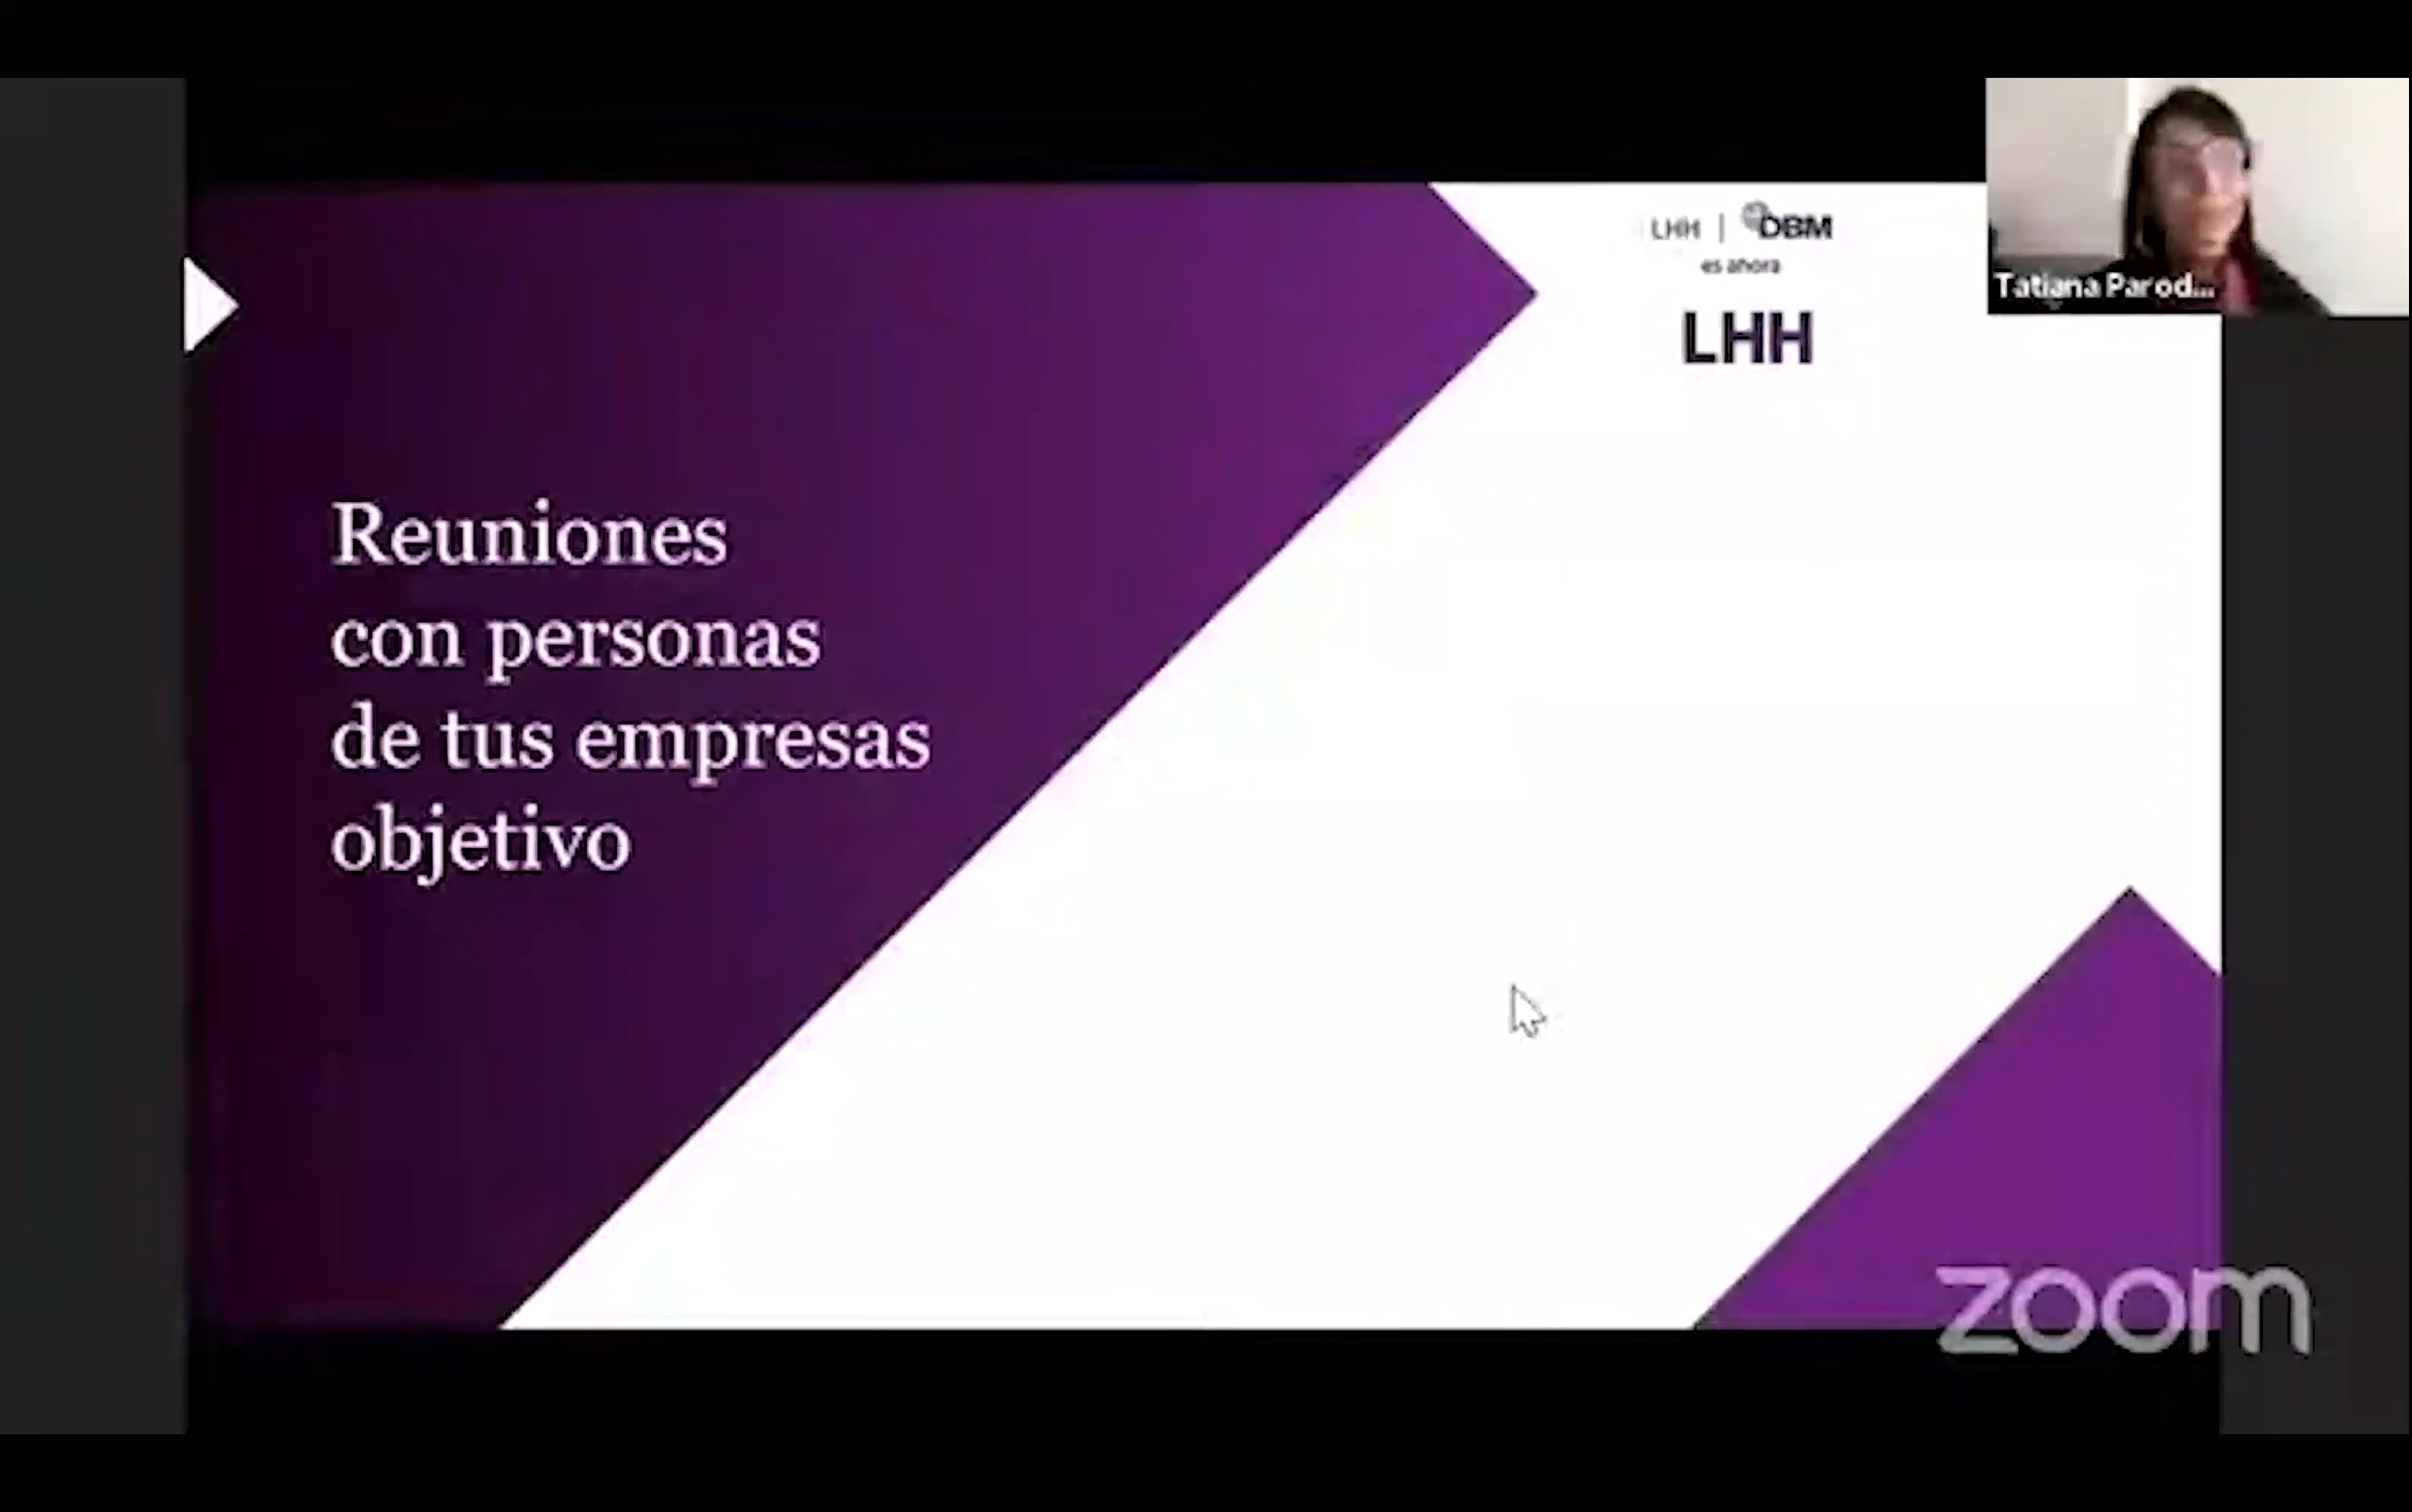 LHH | DBM
es ahora
LHH
Tatiana Parod...
Reuniones
con personas
de tus empresas
objetivo
zoom